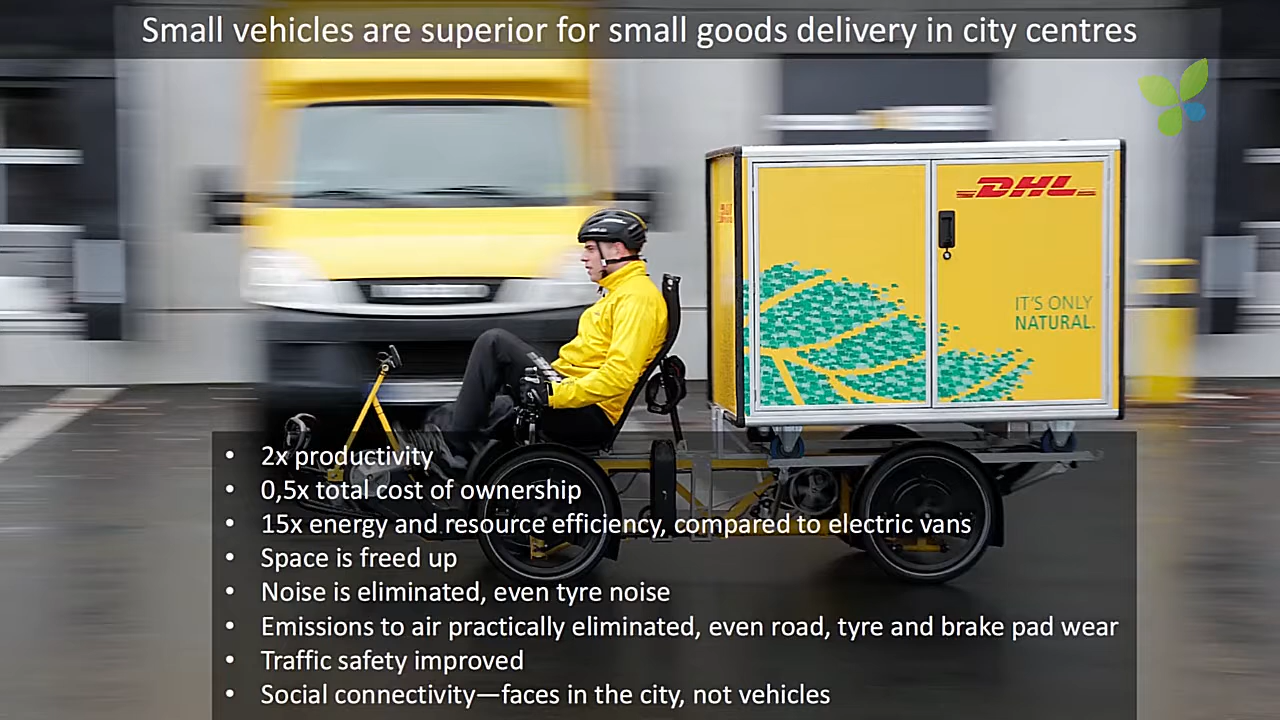 Small vehicles are superior for small goods delivery in city centres
DHL
IT'S ONLY
NATURAL.
• 2x productivity
• 0,5x total cost of ownership
• 15x energy and resource efficiency, compared to electric vans
• Space is freed up
• Noise is eliminated, even tyre noise
• Emissions to air practically eliminated, even road, tyre and brake pad wear
• Traffic safety improved
• Social connectivity—faces in the city, not vehicles